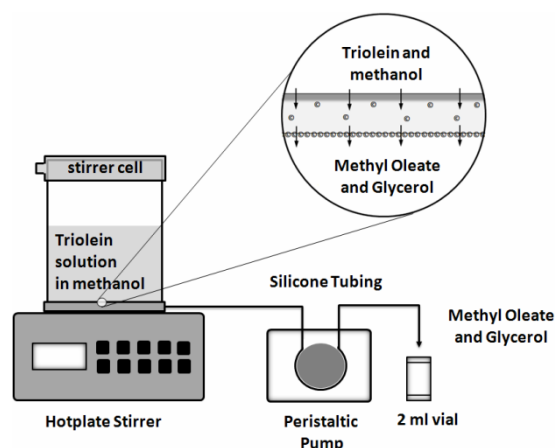 Triolein and
methanol
Methyl Oleate
and Glycerol
stirrer cell
Triolein
solution
in methanol
Silicone Tubing
Methyl Oleate
and Glycerol
Hotplate Stirrer
Peristaltic
Pump
2 ml vial